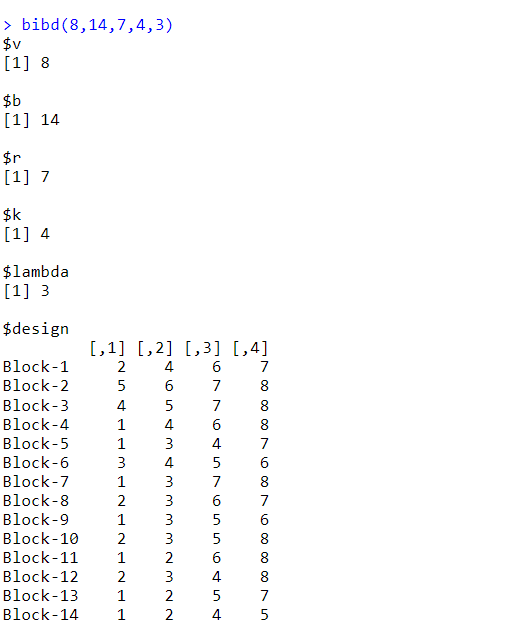 > bibd(8,14,7,4,3)
$v
[1] 8
$b
[1] 14
$r
[1] 7
$k
[1] 4
$lambda
[1] 3
$design
[,1] [,2] [,3] [,4]
Block-1 2 4 6 7
Block-2 5 6 7 8
Block-3 4 5 7 8
Block-4 1 4 6 8
Block-5 1 3 4 7
Block-6 3 4 5 6
Block-7 1 3 7 8
Block-8 2 3 6 7
Block-9 1 3 5 6
Block-10 2 3 5 8
Block-11 1 2 6 8
Block-12 2 3 4 8
Block-13 1 2 5 7
Block-14 1 2 4 5